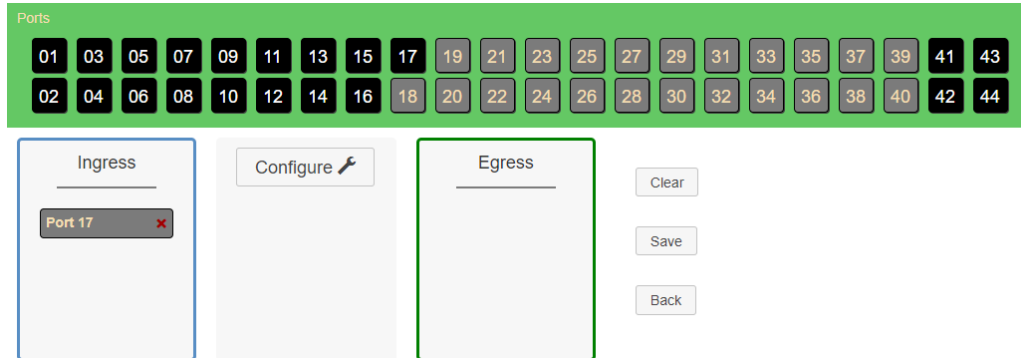 Ports
01 03 05 07 09 11 13 15 17 19 21 23 25 27 29 31 33 35 37 39 41 43
02 04 06 08 10 12 14 16 18 20 22 24 26 28 30 32 34 36 38 40 42 44
Ingress
Port 17
Configure
Egress
Clear
Save
Back